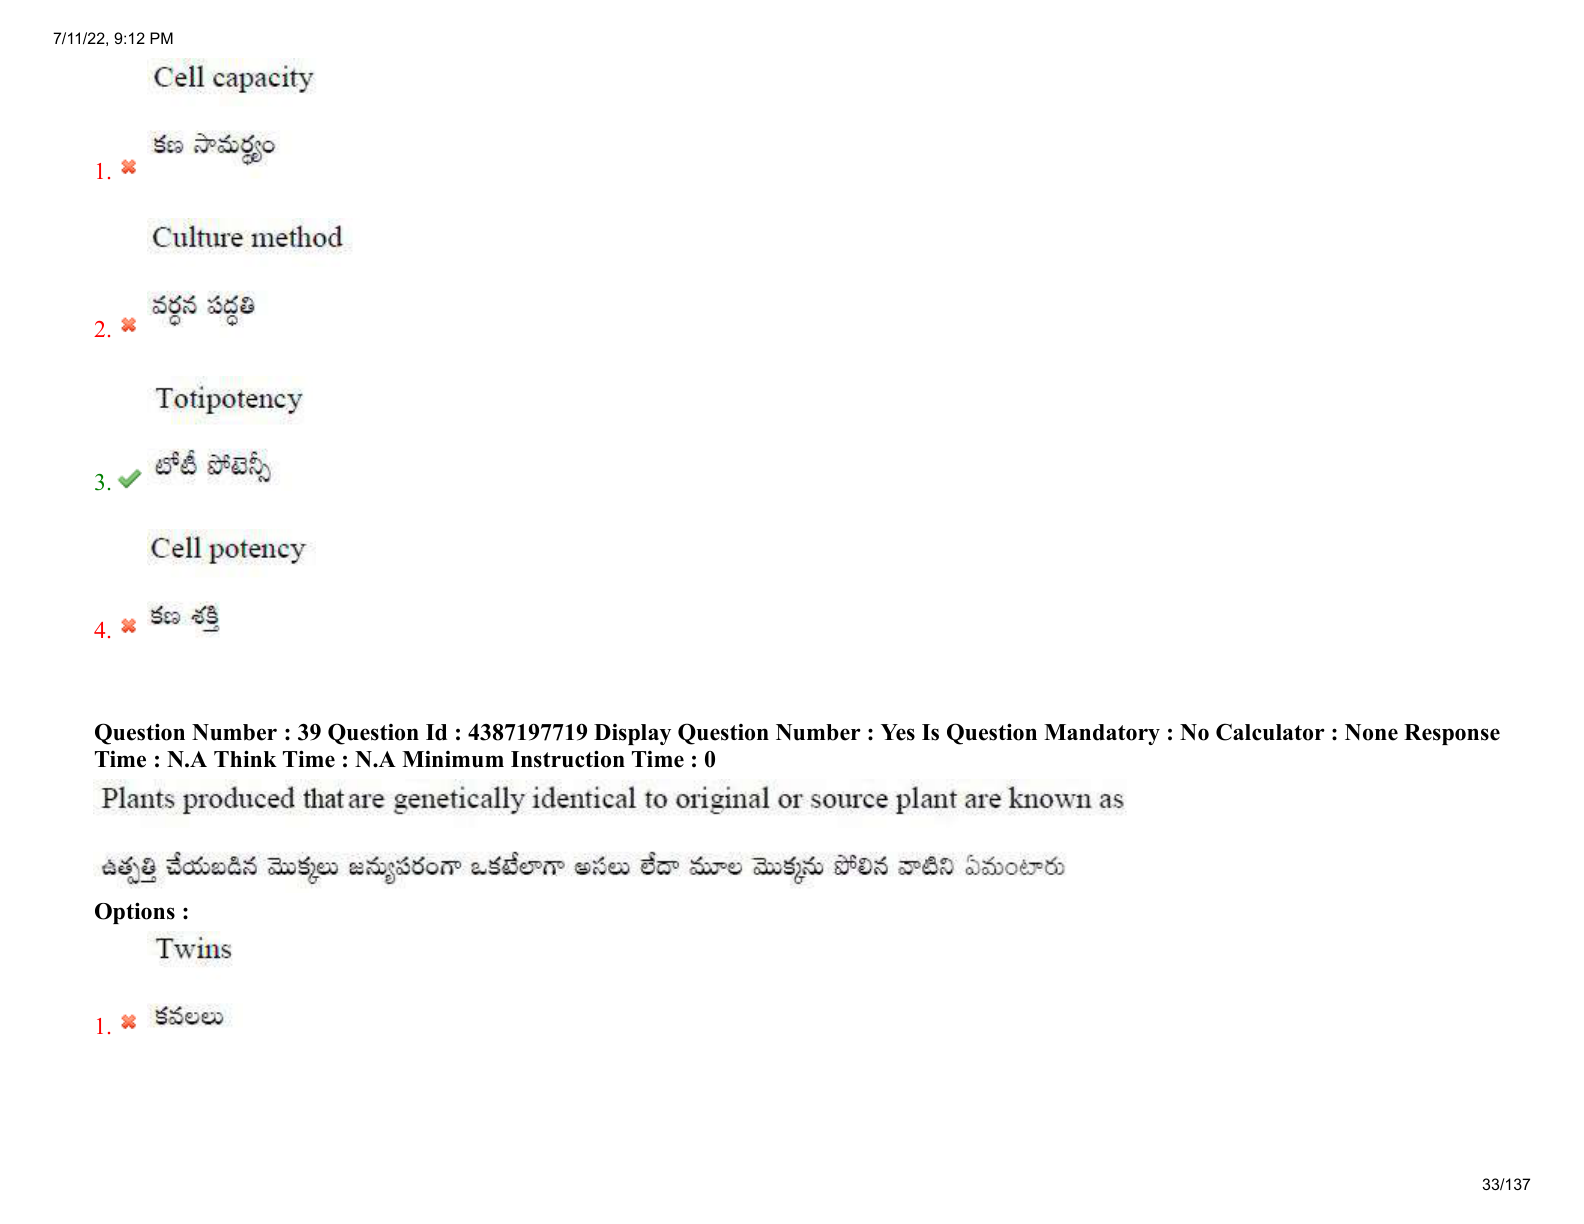 7/11/22, 9:12 PM
Cell capacity
కణ సామర్థ్యం
1.
Culture method
వర్ధన పద్ధతి
2.
Totipotency
టోటీ పోటెన్సీ
3.
Cell potency
కణ శక్తి
4.
Question Number : 39 Question Id : 4387197719 Display Question Number : Yes Is Question Mandatory : No Calculator : None Response
Time : N.A Think Time : N.A Minimum Instruction Time : 0
Plants produced that are genetically identical to original or source plant are known as
ఉత్పత్తి చేయబడిన మొక్కలు జన్యుపరంగా ఒకటేలాగా అసలు లేదా మూల మొక్కను పోలిన వాటిని ఏమంటారు
Options :
Twins
కవలలు
1.
33/137